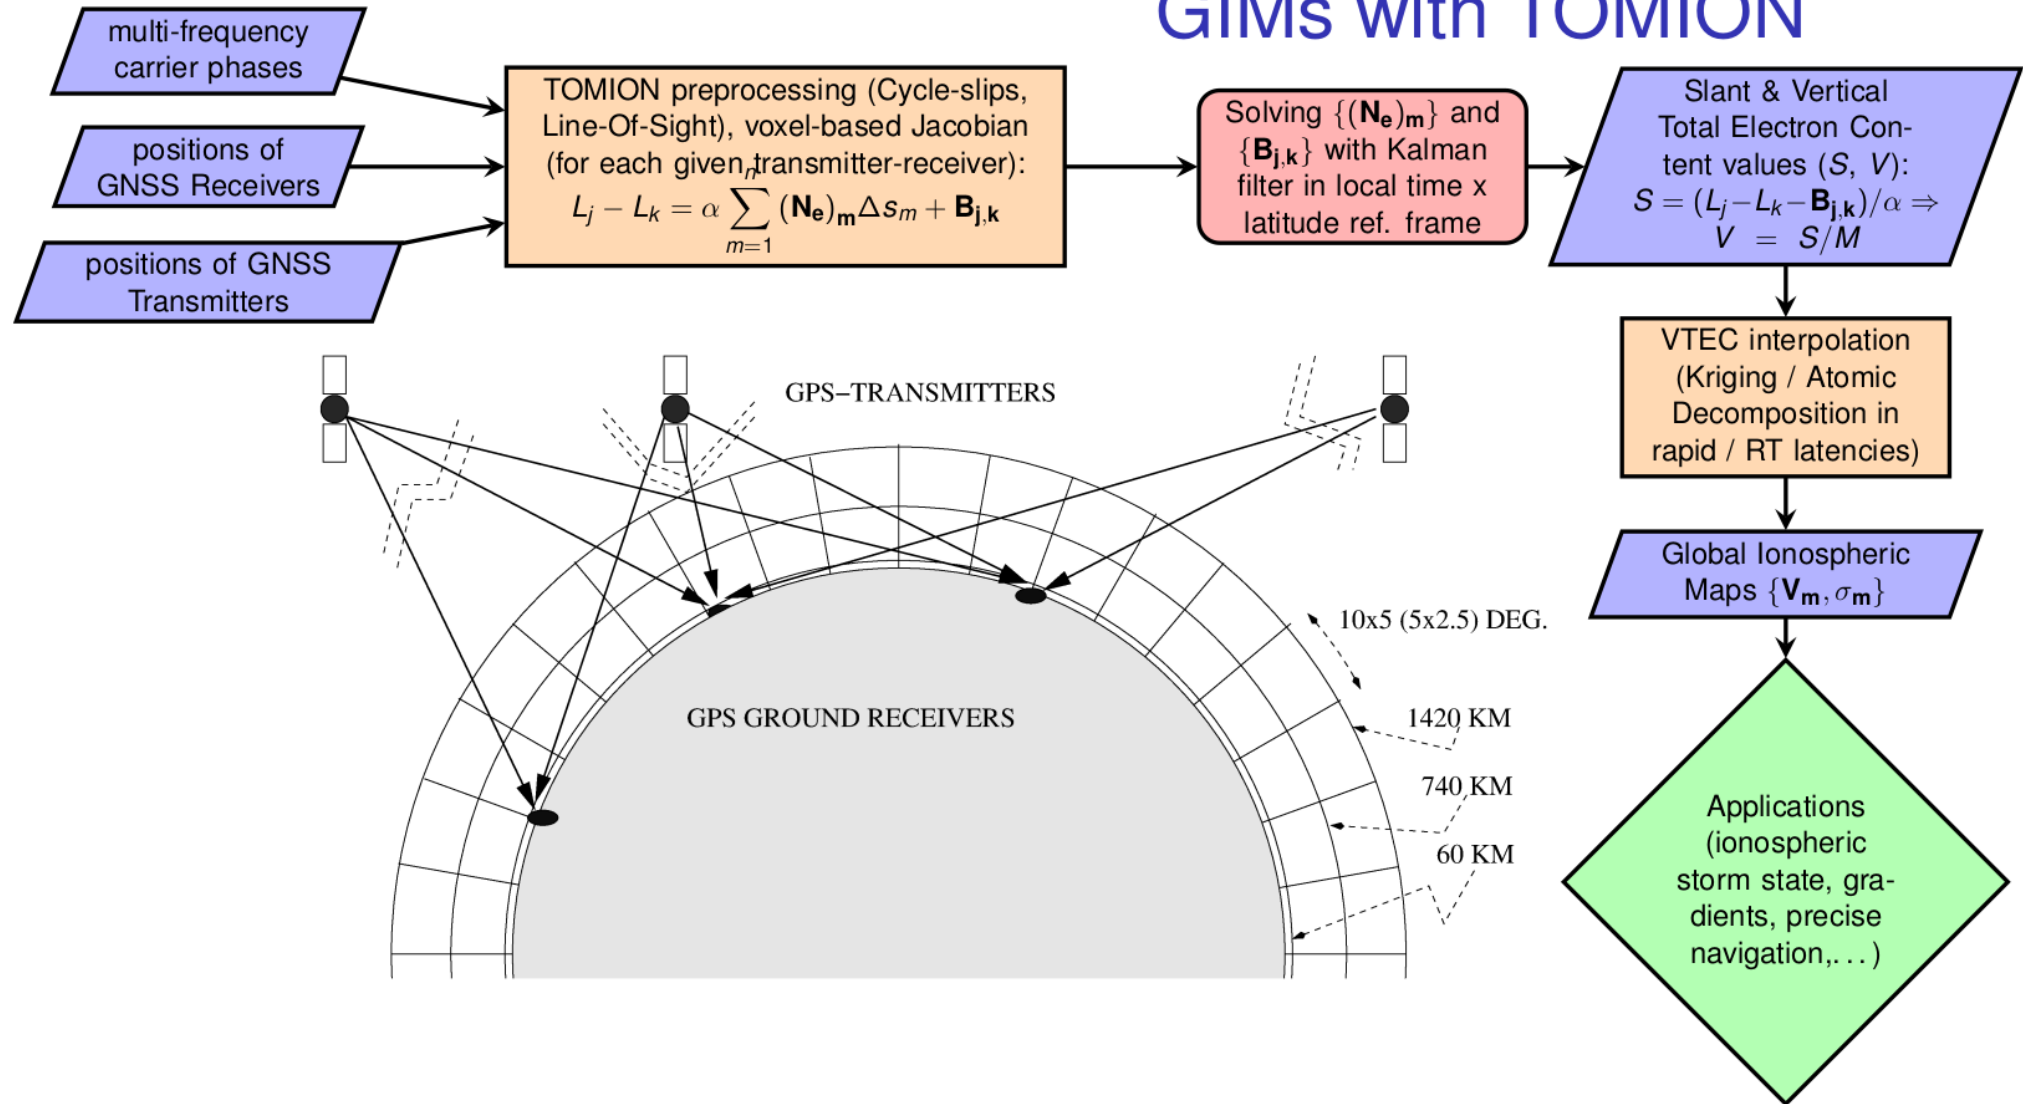 GIMs with TOMION
multi-frequency
carrier phases
positions of
GNSS Receivers
positions of GNSS
Transmitters
TOMION preprocessing (Cycle-slips,
Line-Of-Sight), voxel-based Jacobian
(for each given transmitter-receiver):
L_j − L_k = α ∑_{m=1}^{n} (N_e)_m Δs_m + B_{j,k}
Solving {(N_e)_m} and
{B_{j,k}} with Kalman
filter in local time x
latitude ref. frame
Slant & Vertical
Total Electron Con-
tent values (S, V):
S = (L_j − L_k − B_{j,k})/α ⇒
V = S/M
VTEC interpolation
(Kriging / Atomic
Decomposition in
rapid / RT latencies)
Global Ionospheric
Maps {V_m, σ_m}
Applications
(ionospheric
storm state, gra-
dients, precise
navigation,...)
GPS−TRANSMITTERS
10x5 (5x2.5) DEG.
GPS GROUND RECEIVERS
1420 KM
740 KM
60 KM